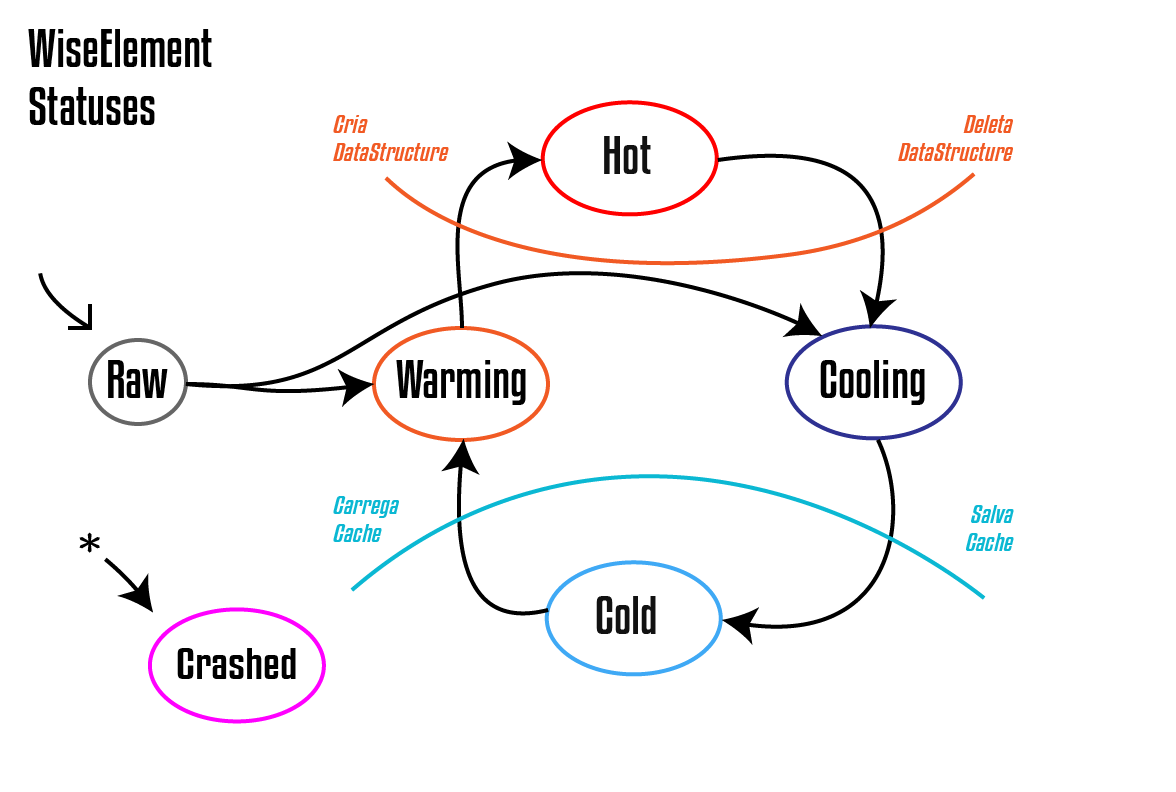 WiseElement
Statuses
Cria
DataStructure
Hot
Deleta
DataStructure
Raw
Warming
Cooling
Carrega
Cache
Salva
Cache
*
Cold
Crashed